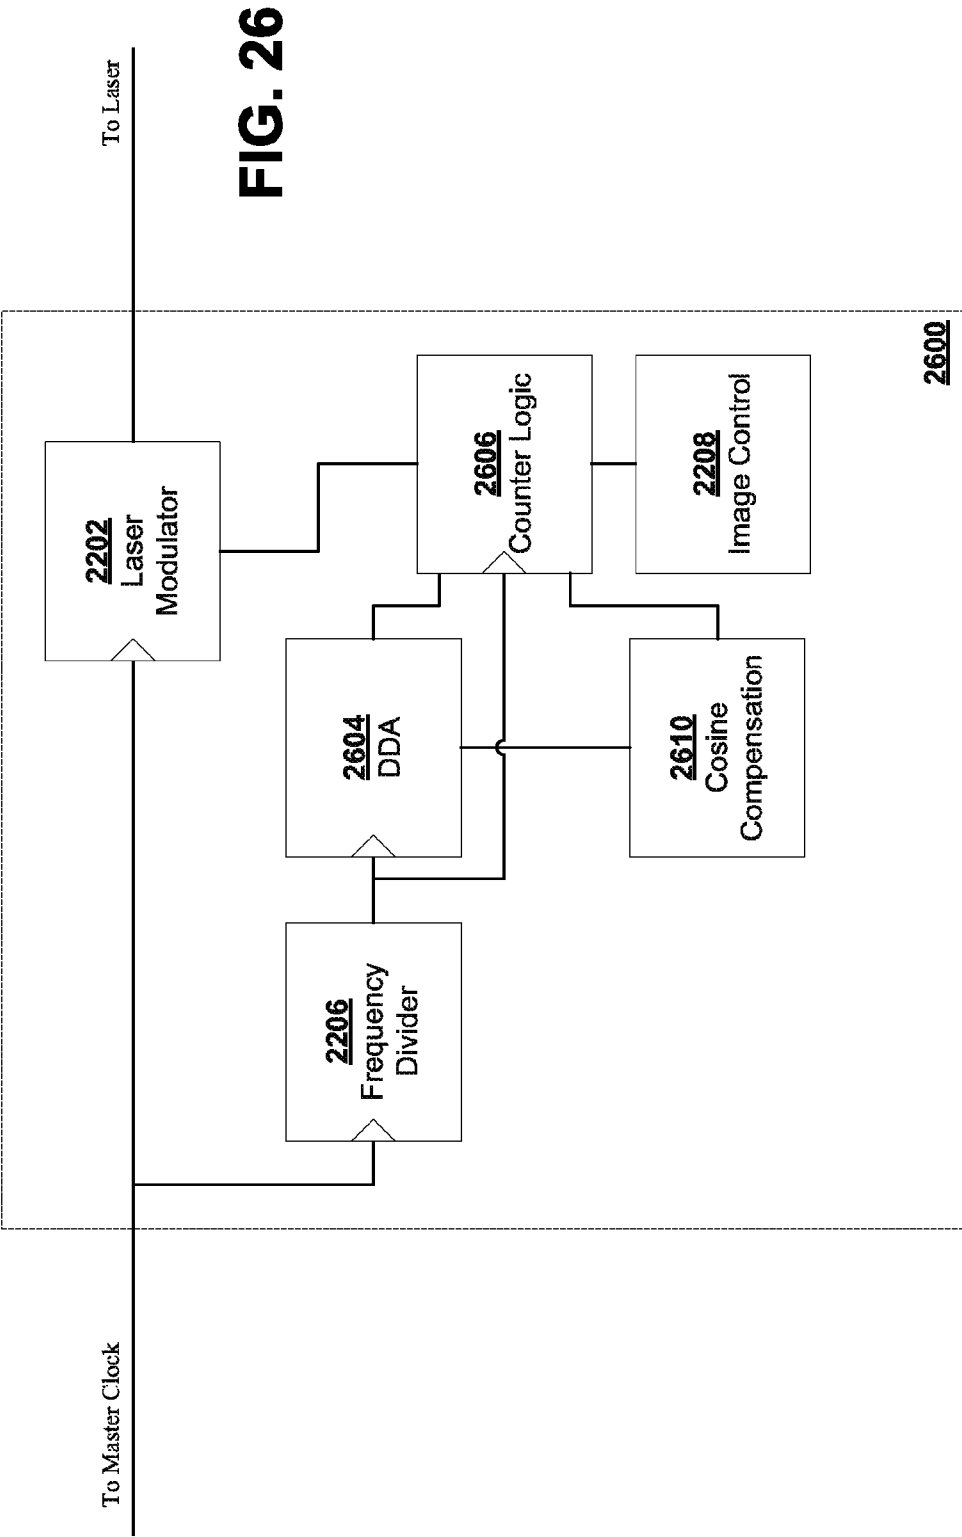 To Master Clock
To Laser
2202
Laser
Modulator
2206
Frequency
Divider
2604
DDA
2606
Counter Logic
2610
Cosine
Compensation
2208
Image Control
2600
FIG. 26